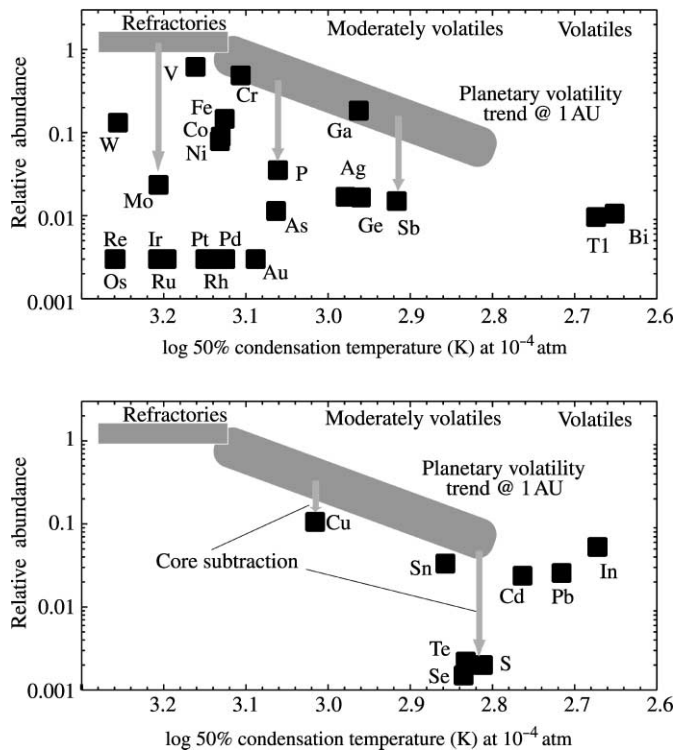 Refractories
Moderately volatiles
Volatiles
1
0.1
0.01
0.001
Relative abundance
V
Cr
Fe
Co
Ni
W
Mo
Ga
Planetary volatility
trend @ 1 AU
P
Ag
As
Ge
Sb
T1
Bi
Re
Ir
Pt
Pd
Os
Ru
Rh
Au
3.2
3.1
3.0
2.9
2.8
2.7
2.6
log 50% condensation temperature (K) at 10⁻⁴ atm
Refractories
Moderately volatiles
Volatiles
1
0.1
0.01
0.001
Relative abundance
Planetary volatility
trend @ 1 AU
Cu
Core subtraction
Sn
Cd
Pb
In
Te
Se
S
3.2
3.1
3.0
2.9
2.8
2.7
2.6
log 50% condensation temperature (K) at 10⁻⁴ atm